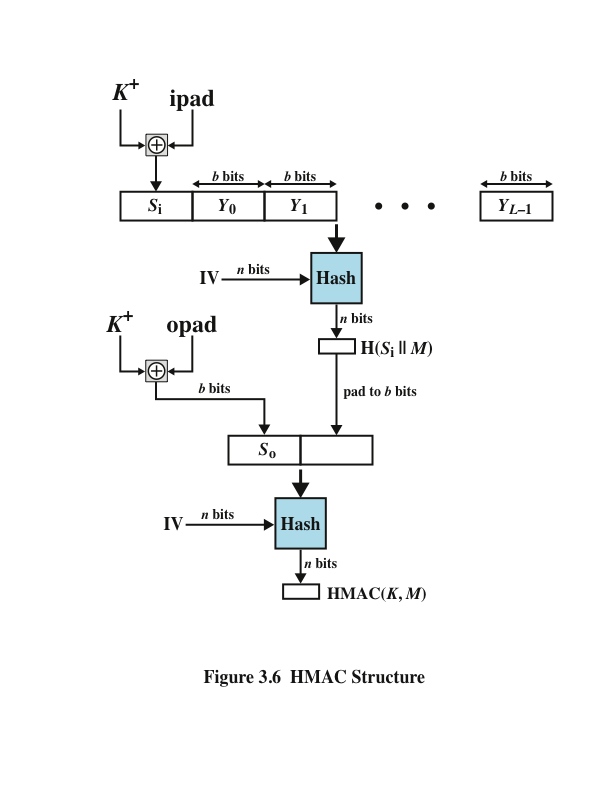 K+ ipad
b bits b bits b bits
Si Y0 Y1 • • • YL–1
IV n bits Hash
n bits
K+ opad
H(Si || M)
b bits pad to b bits
So
IV n bits Hash
n bits
HMAC(K, M)
Figure 3.6 HMAC Structure